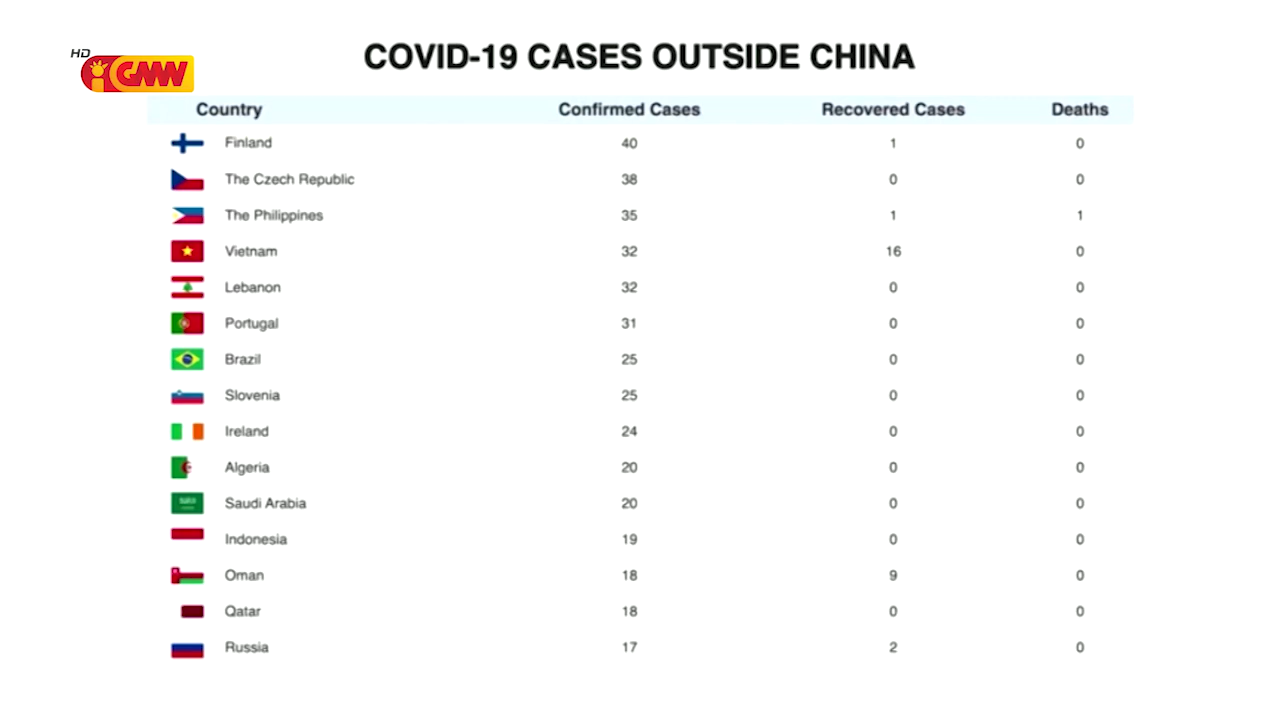 HD
iGMW
COVID-19 CASES OUTSIDE CHINA
Country Confirmed Cases Recovered Cases Deaths
Finland 40 1 0
The Czech Republic 38 0 0
The Philippines 35 1 1
Vietnam 32 16 0
Lebanon 32 0 0
Portugal 31 0 0
Brazil 25 0 0
Slovenia 25 0 0
Ireland 24 0 0
Algeria 20 0 0
Saudi Arabia 20 0 0
Indonesia 19 0 0
Oman 18 9 0
Qatar 18 0 0
Russia 17 2 0